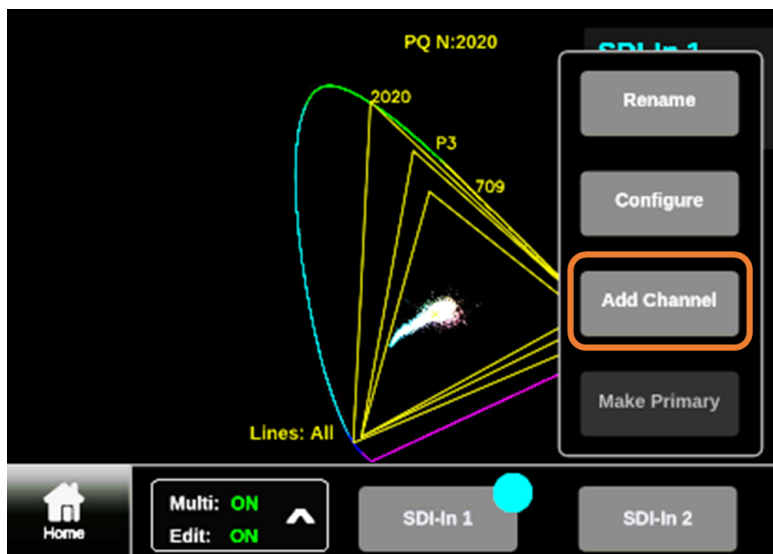 PQ N:2020
SDI-In 1
2020
P3
709
Lines: All
Rename
Configure
Add Channel
Make Primary
Home
Multi: ON
Edit: ON
SDI-In 1
SDI-In 2